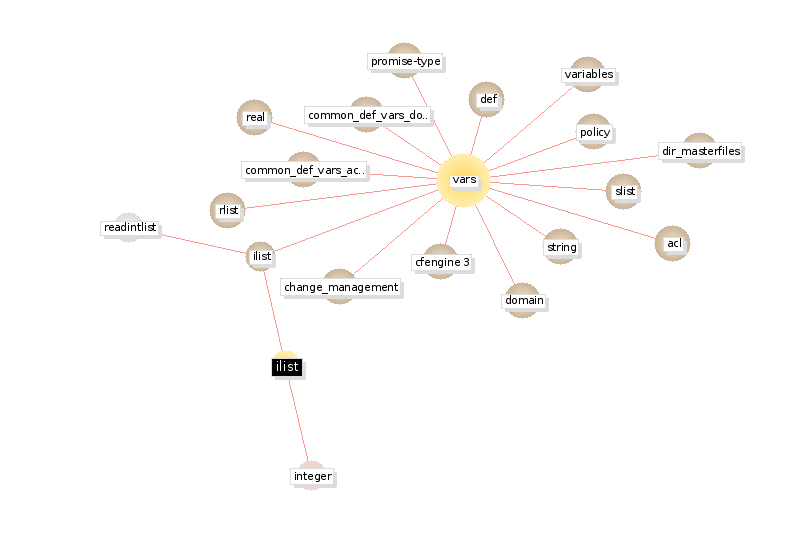 promise-type
variables
def
common_def_vars_do..
real
policy
dir_masterfiles
common_def_vars_ac..
vars
slist
rlist
readintlist
ilist
string
acl
cfengine 3
change_management
domain
ilist
integer